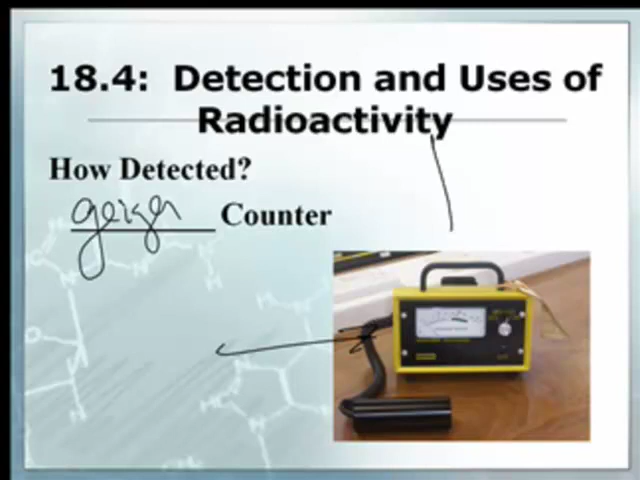 18.4: Detection and Uses of
Radioactivity
How Detected?
geiger Counter